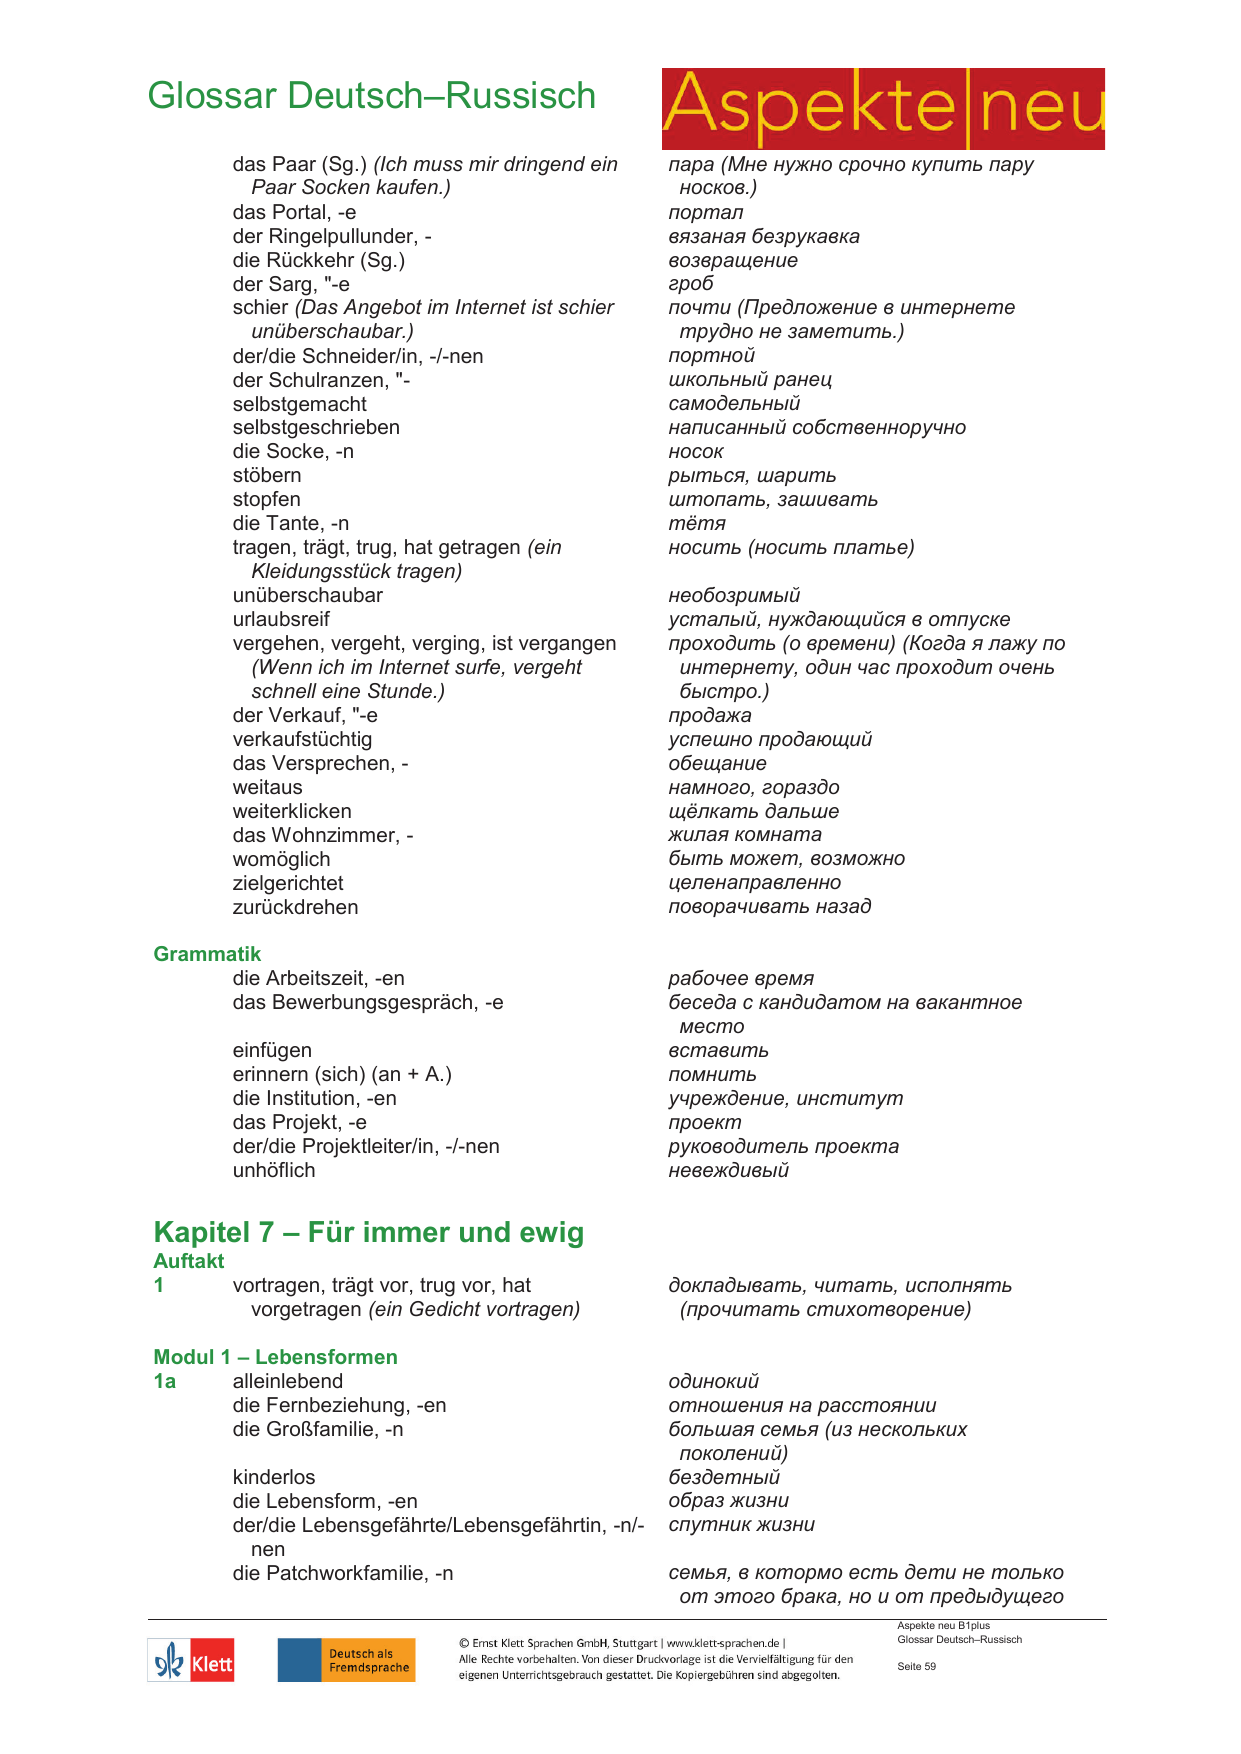 Glossar Deutsch–Russisch
Aspekte|neu
das Paar (Sg.) (Ich muss mir dringend ein пара (Мне нужно срочно купить пару
Paar Socken kaufen.) носков.)
das Portal, -e портал
der Ringelpullunder, - вязаная безрукавка
die Rückkehr (Sg.) возвращение
der Sarg, "-e гроб
schier (Das Angebot im Internet ist schier почти (Предложение в интернете
unüberschaubar.) трудно не заметить.)
der/die Schneider/in, -/-nen портной
der Schulranzen, "- школьный ранец
selbstgemacht самодельный
selbstgeschrieben написанный собственноручно
die Socke, -n носок
stöbern рыться, шарить
stopfen штопать, зашивать
die Tante, -n тётя
tragen, trägt, trug, hat getragen (ein носить (носить платье)
Kleidungsstück tragen)
unüberschaubar необозримый
urlaubsreif усталый, нуждающийся в отпуске
vergehen, vergeht, verging, ist vergangen проходить (о времени) (Когда я лажу по
(Wenn ich im Internet surfe, vergeht интернету, один час проходит очень
schnell eine Stunde.) быстро.)
der Verkauf, "-e продажа
verkaufstüchtig успешно продающий
das Versprechen, - обещание
weitaus намного, гораздо
weiterklicken щёлкать дальше
das Wohnzimmer, - жилая комната
womöglich быть может, возможно
zielgerichtet целенаправленно
zurückdrehen поворачивать назад
Grammatik
die Arbeitszeit, -en рабочее время
das Bewerbungsgespräch, -e беседа с кандидатом на вакантное
место
einfügen вставить
erinnern (sich) (an + A.) помнить
die Institution, -en учреждение, институт
das Projekt, -e проект
der/die Projektleiter/in, -/-nen руководитель проекта
unhöflich невеждивый
Kapitel 7 – Für immer und ewig
Auftakt
1 vortragen, trägt vor, trug vor, hat докладывать, читать, исполнять
vorgetragen (ein Gedicht vortragen) (прочитать стихотворение)
Modul 1 – Lebensformen
1a alleinlebend одинокий
die Fernbeziehung, -en отношения на расстоянии
die Großfamilie, -n большая семья (из нескольких
поколений)
kinderlos бездетный
die Lebensform, -en образ жизни
der/die Lebensgefährte/Lebensgefährtin, -n/- спутник жизни
nen
die Patchworkfamilie, -n семья, в котормо есть дети не только
от этого брака, но и от предыдущего
Klett
Deutsch als
Fremdsprache
© Ernst Klett Sprachen GmbH, Stuttgart | www.klett-sprachen.de |
Alle Rechte vorbehalten. Von dieser Druckvorlage ist die Vervielfältigung für den
eigenen Unterrichtsgebrauch gestattet. Die Kopiergebühren sind abgegolten.
Aspekte neu B1plus
Glossar Deutsch–Russisch
Seite 59